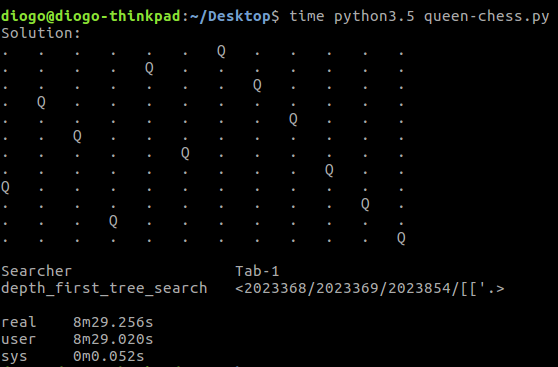 diogo@diogo-thinkpad:~/Desktop$ time python3.5 queen-chess.py
Solution:
.   .   .   .   .   .   Q   .   .   .   .   .
.   .   .   .   Q   .   .   .   .   .   .   .
.   .   .   .   .   .   .   Q   .   .   .   .
.   Q   .   .   .   .   .   .   .   .   .   .
.   .   .   .   .   .   .   .   Q   .   .   .
.   .   Q   .   .   .   .   .   .   .   .   .
.   .   .   .   .   Q   .   .   .   .   .   .
.   .   .   .   .   .   .   .   .   Q   .   .
Q   .   .   .   .   .   .   .   .   .   .   .
.   .   .   .   .   .   .   .   .   .   Q   .
.   .   .   Q   .   .   .   .   .   .   .   .
.   .   .   .   .   .   .   .   .   .   .   Q
Searcher                  Tab-1
depth_first_tree_search   <2023368/2023369/2023854/[['.>
real    8m29.256s
user    8m29.020s
sys     0m0.052s